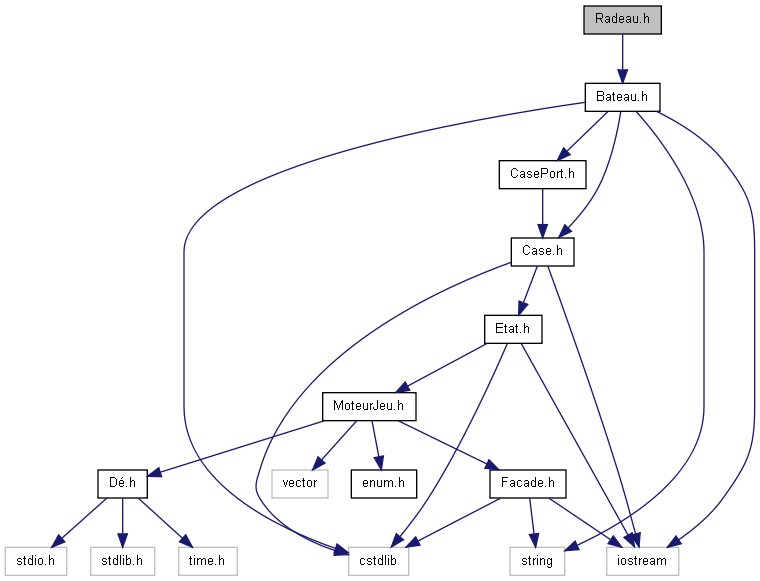 Radeau.h
Bateau.h
CasePort.h
Case.h
Etat.h
MoteurJeu.h
Dé.h
vector
enum.h
Facade.h
stdio.h
stdlib.h
time.h
cstdlib
string
iostream